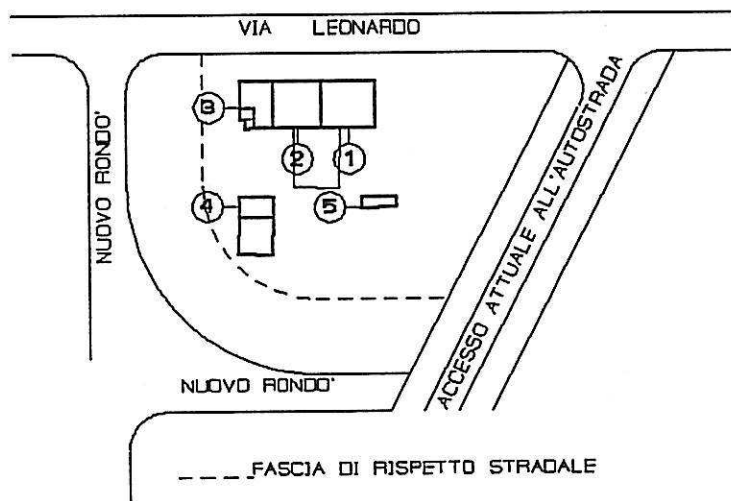 VIA LEONARDO
3
2
1
4
5
NUOVO RONDO'
ACCESSO ATTUALE ALL'AUTOSTRADA
NUOVO RONDO'
FASCIA DI RISPETTO STRADALE